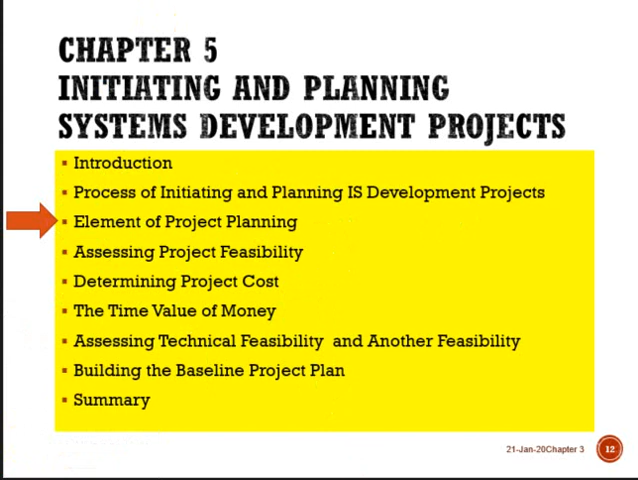 CHAPTER 5
INITIATING AND PLANNING
SYSTEMS DEVELOPMENT PROJECTS
▪ Introduction
▪ Process of Initiating and Planning IS Development Projects
▪ Element of Project Planning
▪ Assessing Project Feasibility
▪ Determining Project Cost
▪ The Time Value of Money
▪ Assessing Technical Feasibility and Another Feasibility
▪ Building the Baseline Project Plan
▪ Summary
21-Jan-20Chapter 3
12